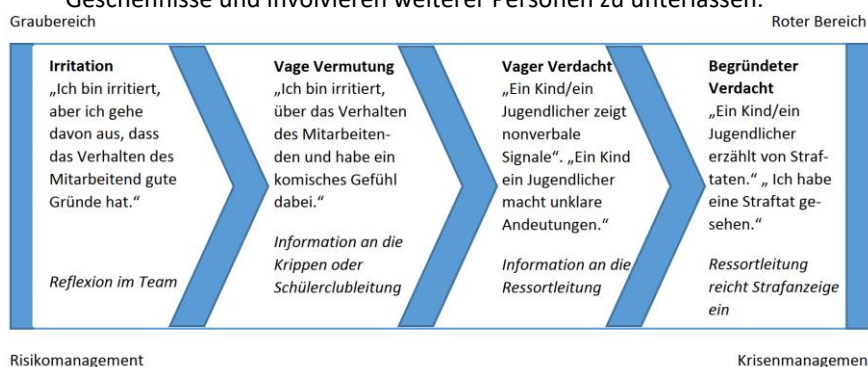 Geschehnisse und Involvieren weiterer Personen zu unterlassen.
Graubereich
Roter Bereich
Irritation
„Ich bin irritiert,
aber ich gehe
davon aus, dass
das Verhalten des
Mitarbeitend gute
Gründe hat.“
Reflexion im Team
Vage Vermutung
„Ich bin irritiert,
über das Verhalten
des Mitarbeiten-
den und habe ein
komisches Gefühl
dabei.“
Information an die
Krippen oder
Schülerclubleitung
Vager Verdacht
„Ein Kind/ein
Jugendlicher zeigt
nonverbale
Signale“. „Ein Kind
ein Jugendlicher
macht unklare
Andeutungen.“
Information an die
Ressortleitung
Begründeter
Verdacht
„Ein Kind/ein
Jugendlicher
erzählt von Straf-
taten.“ „ Ich habe
eine Straftat ge-
sehen.“
Ressortleitung
reicht Strafanzeige
ein
Risikomanagement
Krisenmanagemen